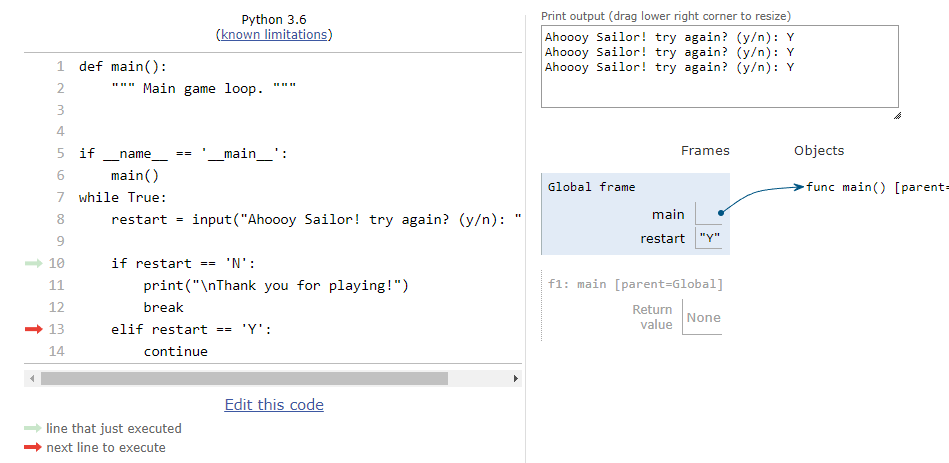 Python 3.6
(known limitations)
1 def main():
2 """ Main game loop. """
3
4
5 if __name__ == '__main__':
6 main()
7 while True:
8 restart = input("Ahoooy Sailor! try again? (y/n): "
9
10 if restart == 'N':
11 print("\nThank you for playing!")
12 break
13 elif restart == 'Y':
14 continue
Edit this code
line that just executed
next line to execute
Print output (drag lower right corner to resize)
Ahoooy Sailor! try again? (y/n): Y
Ahoooy Sailor! try again? (y/n): Y
Ahoooy Sailor! try again? (y/n): Y
Frames Objects
Global frame
main
restart "Y"
func main() [parent=
f1: main [parent=Global]
Return
value None